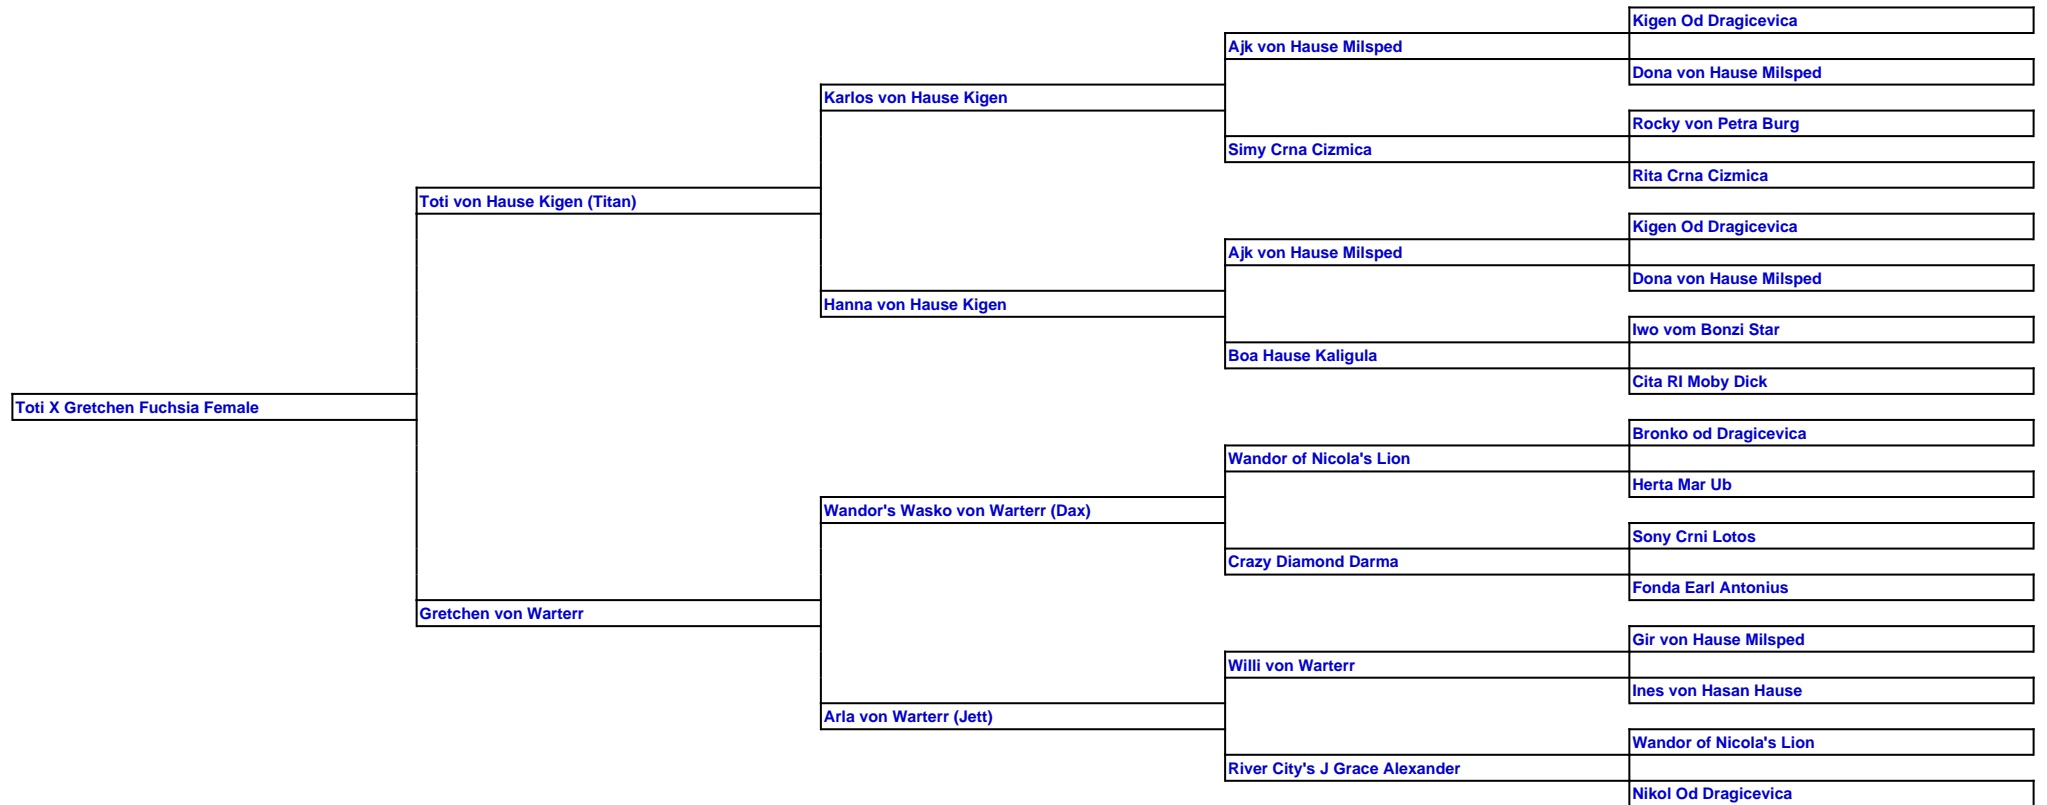 Kigen Od Dragicevica
Ajk von Hause Milsped
Dona von Hause Milsped
Karlos von Hause Kigen
Rocky von Petra Burg
Simy Crna Cizmica
Rita Crna Cizmica
Toti von Hause Kigen (Titan)
Kigen Od Dragicevica
Ajk von Hause Milsped
Dona von Hause Milsped
Hanna von Hause Kigen
Iwo vom Bonzi Star
Boa Hause Kaligula
Cita RI Moby Dick
Toti X Gretchen Fuchsia Female
Bronko od Dragicevica
Wandor of Nicola's Lion
Herta Mar Ub
Wandor's Wasko von Warterr (Dax)
Sony Crni Lotos
Crazy Diamond Darma
Fonda Earl Antonius
Gretchen von Warterr
Gir von Hause Milsped
Willi von Warterr
Ines von Hasan Hause
Arla von Warterr (Jett)
Wandor of Nicola's Lion
River City's J Grace Alexander
Nikol Od Dragicevica